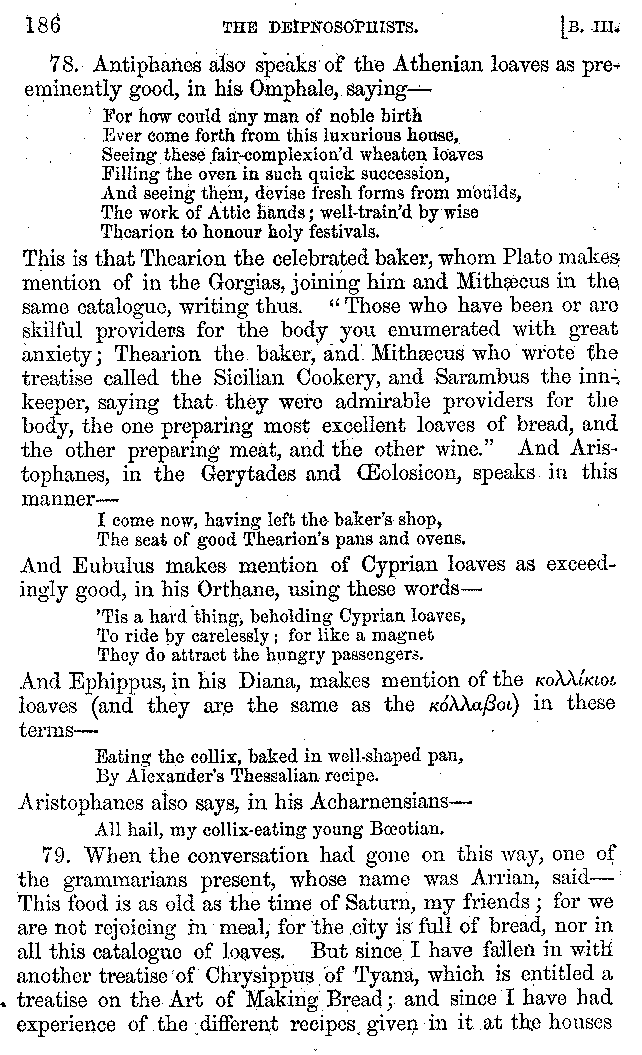 186 THE DEIPNOSOPHISTS. [B. III.
78. Antiphanes also speaks of the Athenian loaves as pre-
eminently good, in his Omphale, saying—
For how could any man of noble birth
Ever come forth from this luxurious house,
Seeing these fair-complexion'd wheaten loaves
Filling the oven in such quick succession,
And seeing them, devise fresh forms from moulds,
The work of Attic hands; well-train'd by wise
Thearion to honour holy festivals.
This is that Thearion the celebrated baker, whom Plato makes
mention of in the Gorgias, joining him and Mithæcus in the
same catalogue, writing thus. "Those who have been or are
skilful providers for the body you enumerated with great
anxiety; Thearion the baker, and Mithæcus who wrote the
treatise called the Sicilian Cookery, and Sarambus the inn-
keeper, saying that they were admirable providers for the
body, the one preparing most excellent loaves of bread, and
the other preparing meat, and the other wine." And Aris-
tophanes, in the Gerytades and Œolosicon, speaks in this
manner—
I come now, having left the baker's shop,
The seat of good Thearion's pans and ovens.
And Eubulus makes mention of Cyprian loaves as exceed-
ingly good, in his Orthane, using these words—
'Tis a hard thing, beholding Cyprian loaves,
To ride by carelessly; for like a magnet
They do attract the hungry passengers.
And Ephippus, in his Diana, makes mention of the κολλίκιοι
loaves (and they are the same as the κόλλαβοι) in these
terms—
Eating the collix, baked in well-shaped pan,
By Alexander's Thessalian recipe.
Aristophanes also says, in his Acharnensians—
All hail, my collix-eating young Bœotian.
79. When the conversation had gone on this way, one of
the grammarians present, whose name was Arrian, said—
This food is as old as the time of Saturn, my friends; for we
are not rejoicing in meal, for the city is full of bread, nor in
all this catalogue of loaves. But since I have fallen in with
another treatise of Chrysippus of Tyana, which is entitled a
treatise on the Art of Making Bread; and since I have had
experience of the different recipes given in it at the houses